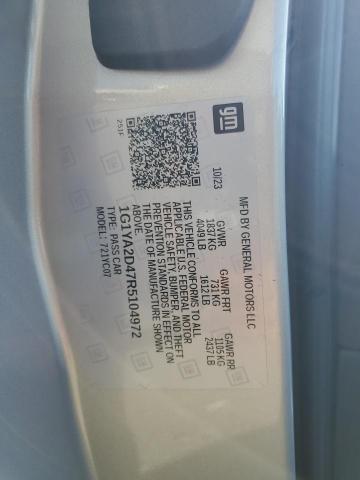 gm
MFD BY GENERAL MOTORS LLC
10/23
GVWR
1837 KG
4049 LB
GAWR FRT
731 KG
1612 LB
GAWR RR
1105 KG
2437 LB
THIS VEHICLE CONFORMS TO ALL
APPLICABLE U.S. FEDERAL MOTOR
VEHICLE SAFETY, BUMPER, AND THEFT
PREVENTION STANDARDS IN EFFECT ON
THE DATE OF MANUFACTURE SHOWN
ABOVE.
1G1YA2D47R5104972
TYPE: PASS CAR
MODEL: 721YC07